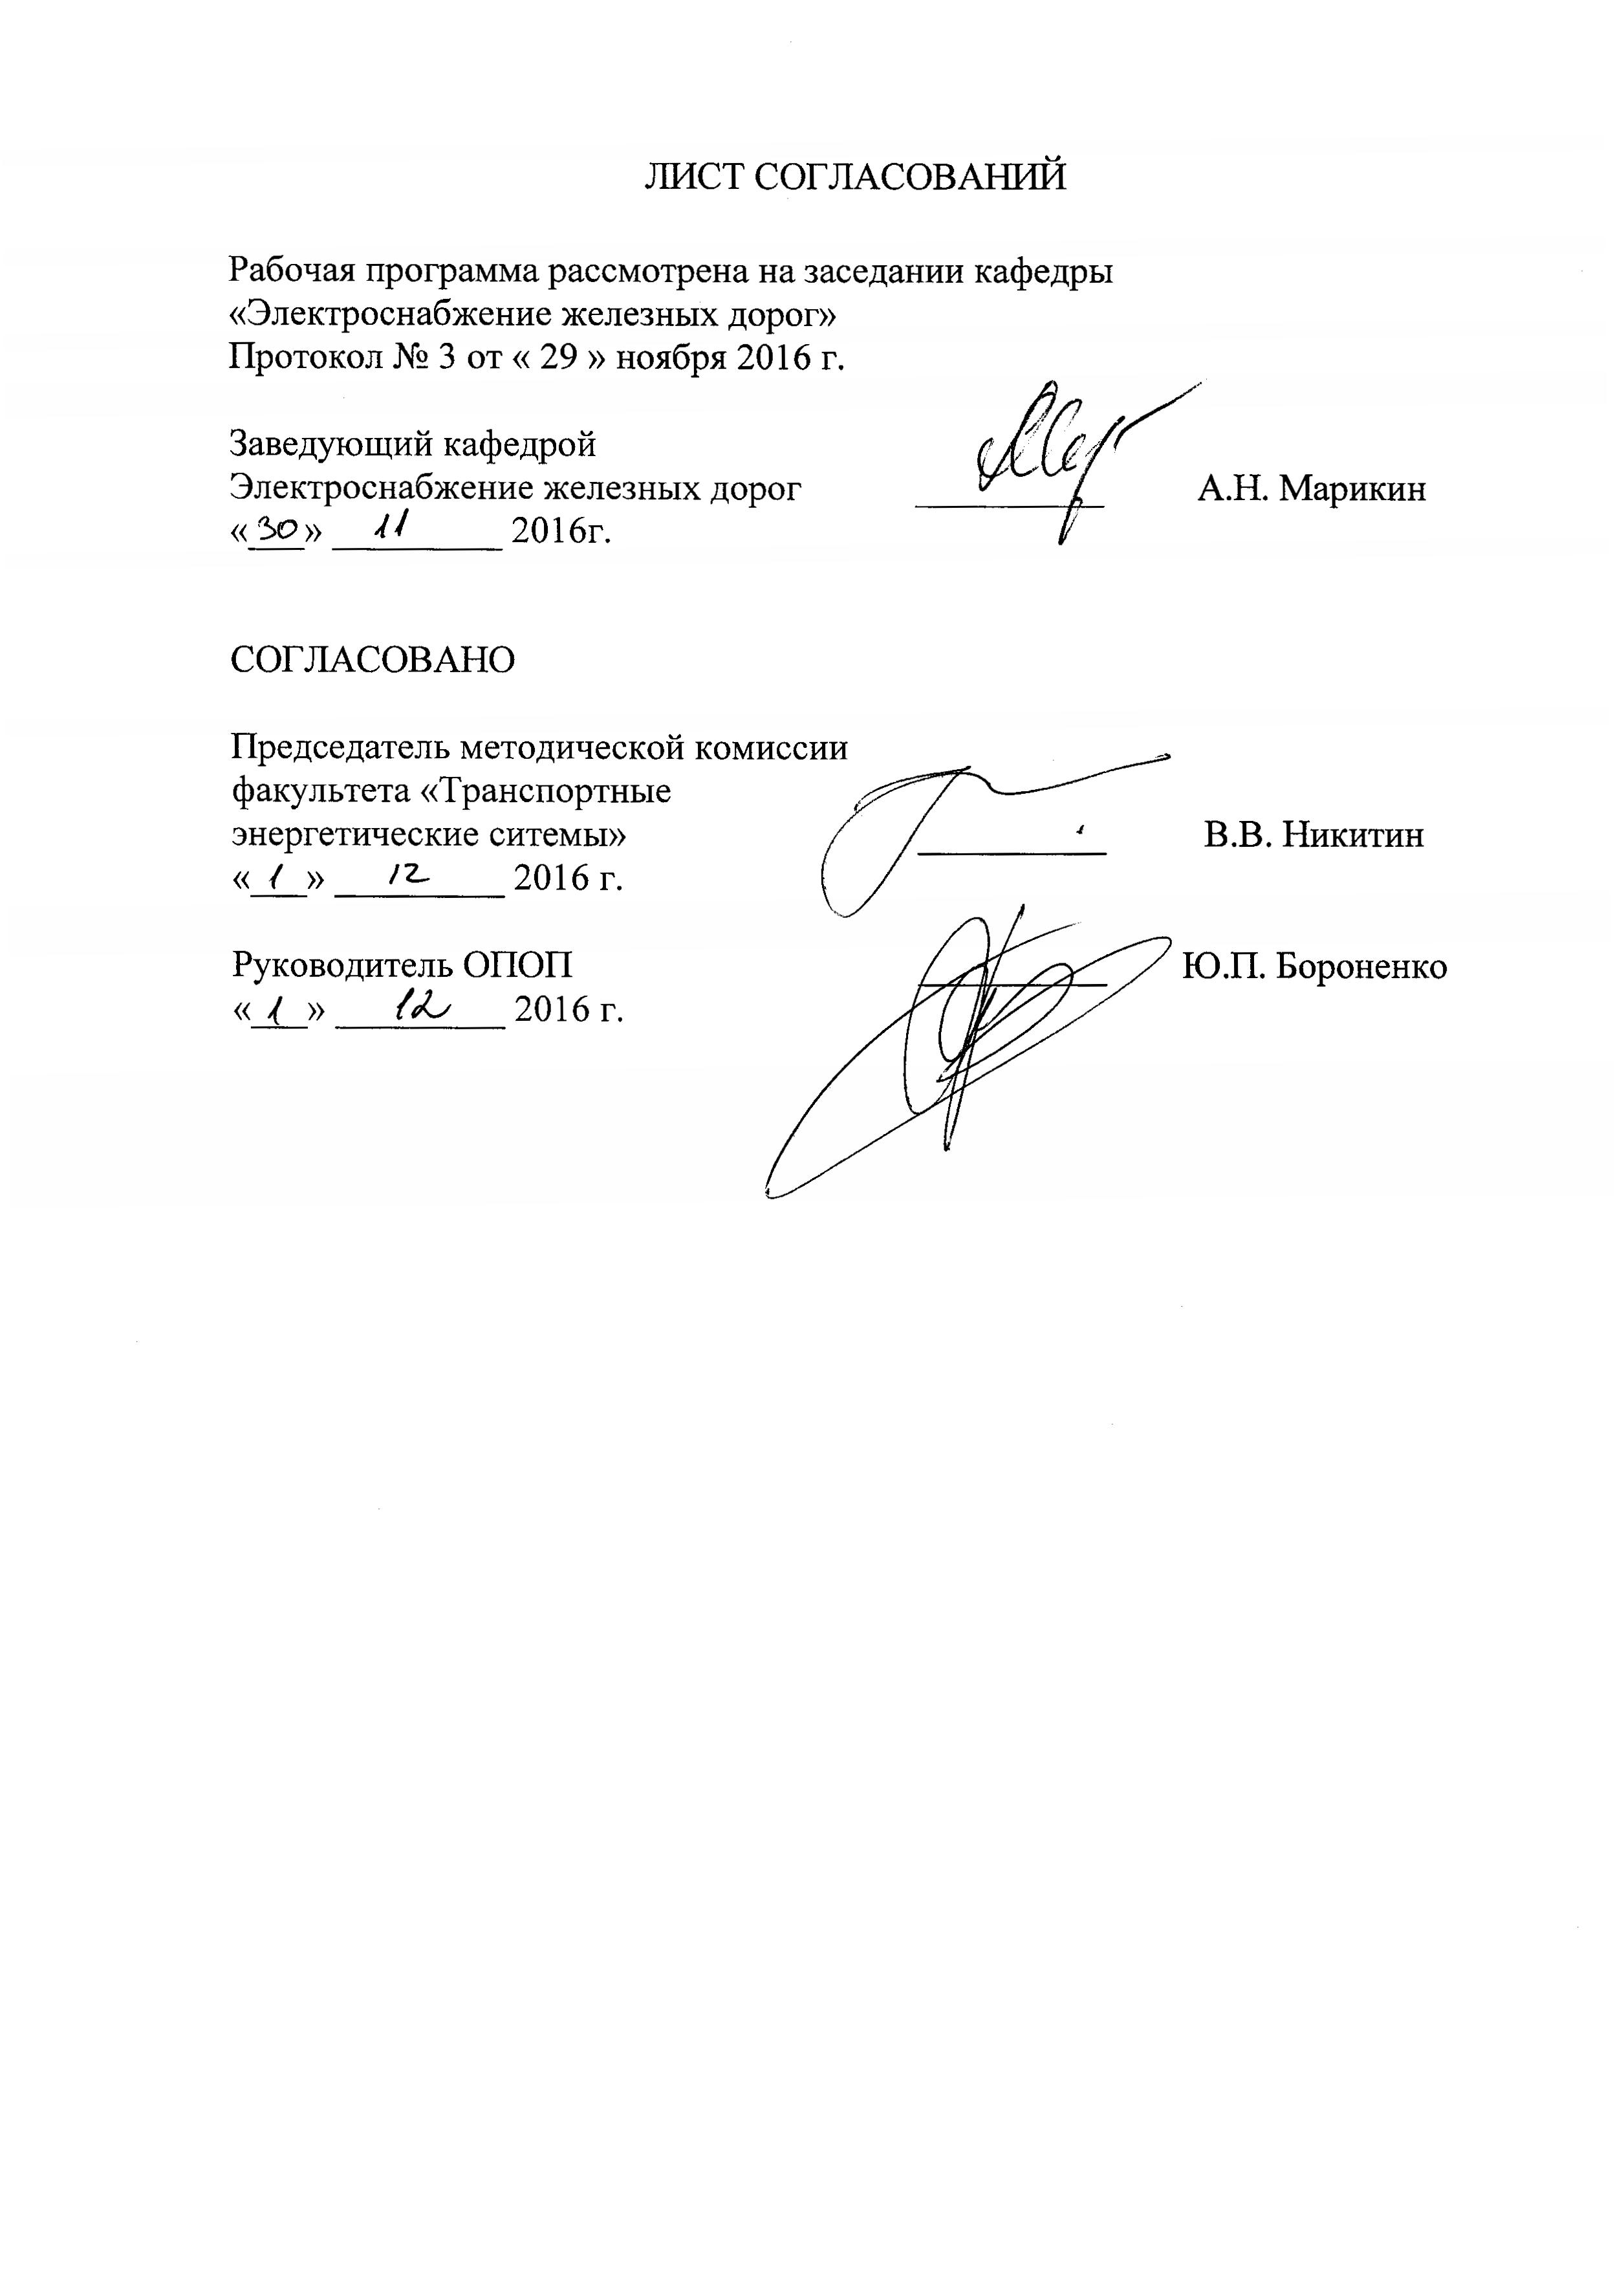 ЛИСТ СОГЛАСОВАНИЙ
Рабочая программа рассмотрена на заседании кафедры
«Электроснабжение железных дорог»
Протокол № 3 от « 29 » ноября 2016 г.
Заведующий кафедрой
Электроснабжение железных дорог А.Н. Марикин
«30» 11 2016г.
СОГЛАСОВАНО
Председатель методической комиссии
факультета «Транспортные
энергетические ситемы» В.В. Никитин
«1» 12 2016 г.
Руководитель ОПОП Ю.П. Бороненко
«1» 12 2016 г.